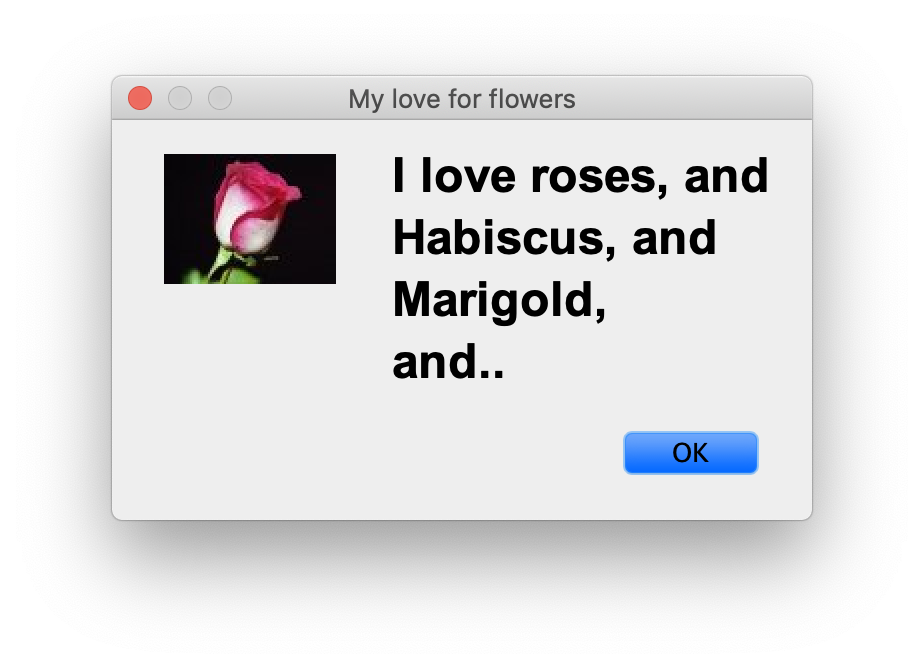 My love for flowers
I love roses, and
Habiscus, and
Marigold,
and..
OK